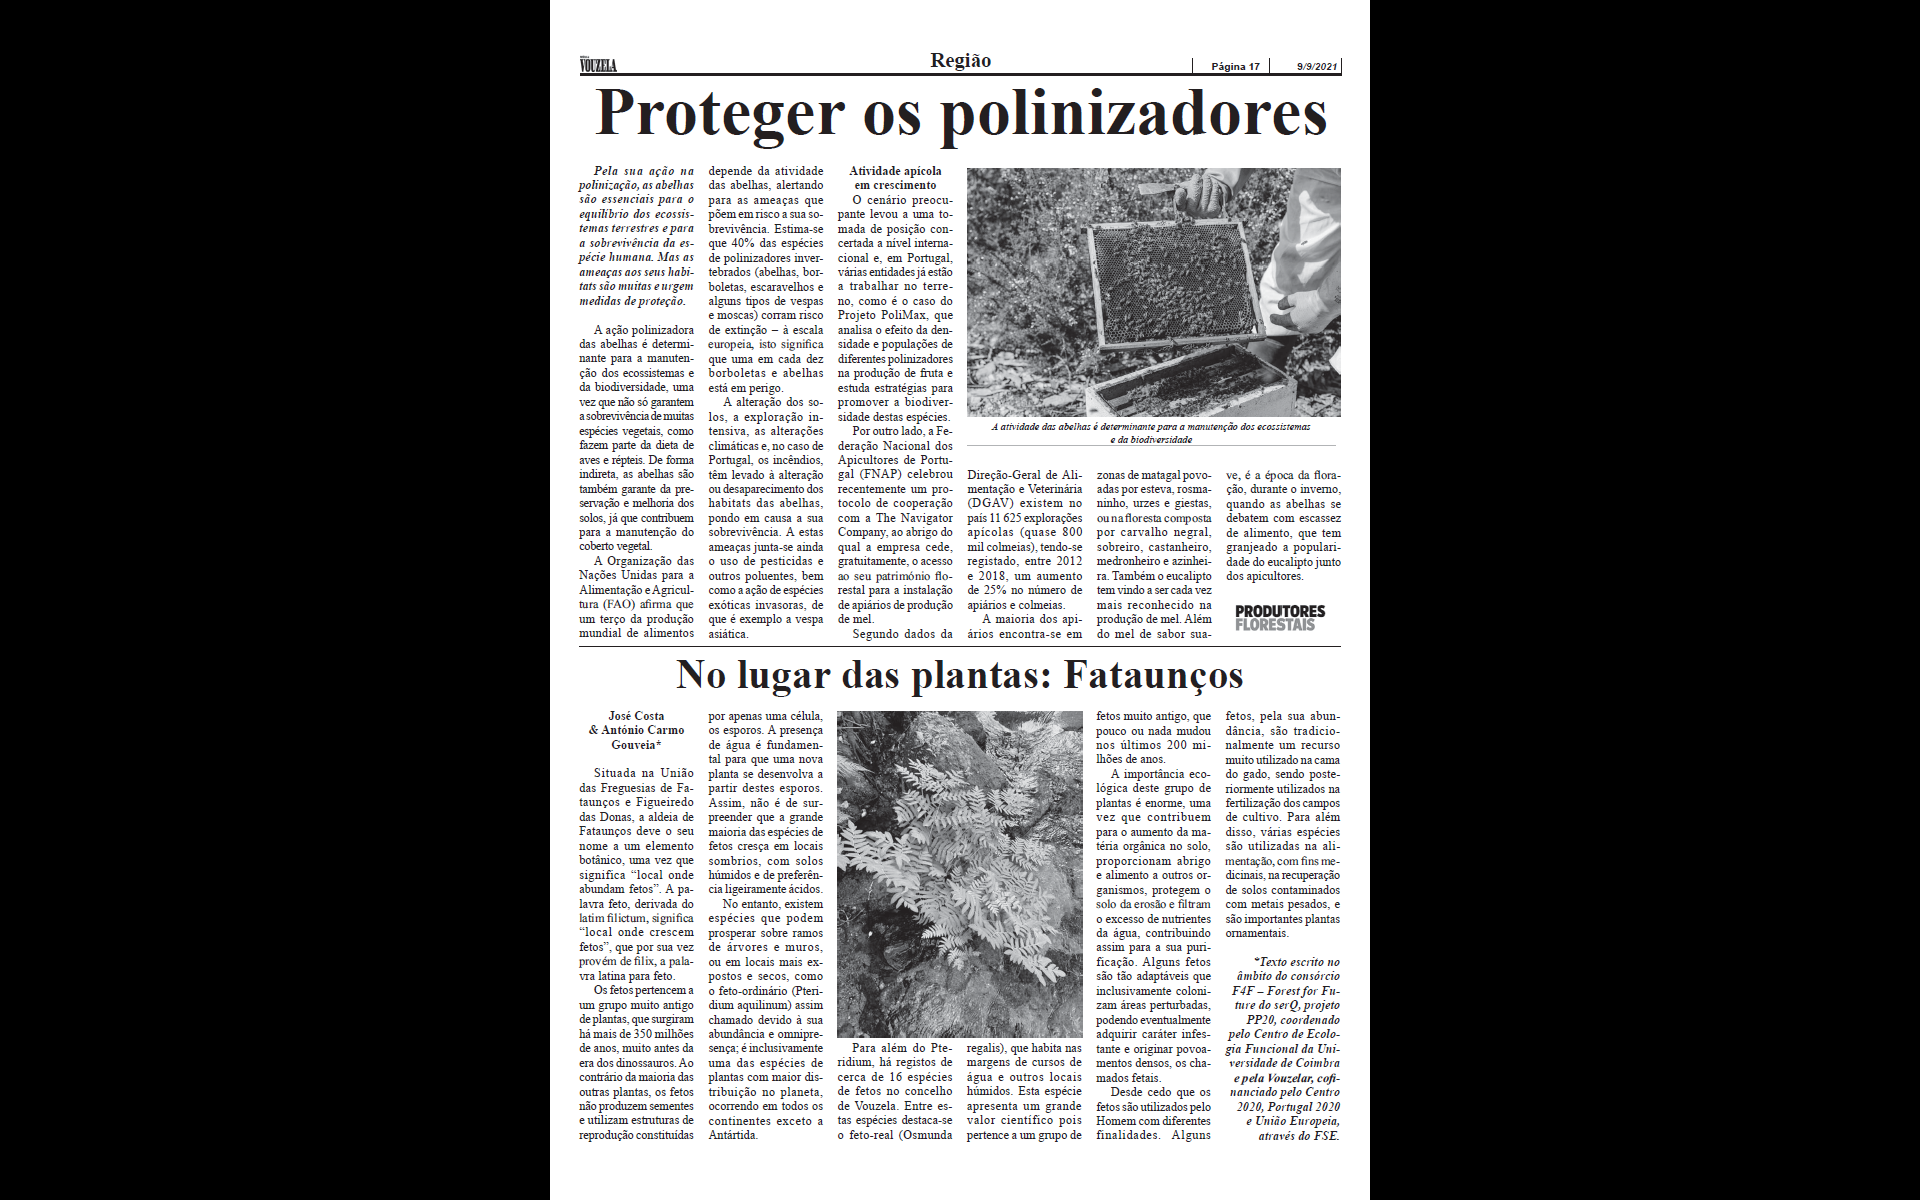 NOTÍCIAS DE
VOUZELA
Região
Página 17
9/9/2021
Proteger os polinizadores
Pela sua ação na
polinização, as abelhas
são essenciais para o
equilíbrio dos ecossis-
temas terrestres e para
a sobrevivência da es-
pécie humana. Mas as
ameaças aos seus habi-
tats são muitas e urgem
medidas de proteção.
A ação polinizadora
das abelhas é determi-
nante para a manuten-
ção dos ecossistemas e
da biodiversidade, uma
vez que não só garantem
a sobrevivência de muitas
espécies vegetais, como
fazem parte da dieta de
aves e répteis. De forma
indireta, as abelhas são
também garante da pre-
servação e melhoria dos
solos, já que contribuem
para a manutenção do
coberto vegetal.
A Organização das
Nações Unidas para a
Alimentação e Agricul-
tura (FAO) afirma que
um terço da produção
mundial de alimentos
depende da atividade
das abelhas, alertando
para as ameaças que
põem em risco a sua so-
brevivência. Estima-se
que 40% das espécies
de polinizadores inver-
tebrados (abelhas, bor-
boletas, escaravelhos e
alguns tipos de vespas
e moscas) corram risco
de extinção – à escala
europeia, isto significa
que uma em cada dez
borboletas e abelhas
está em perigo.
A alteração dos so-
los, a exploração in-
tensiva, as alterações
climáticas e, no caso de
Portugal, os incêndios,
têm levado à alteração
ou desaparecimento dos
habitats das abelhas,
pondo em causa a sua
sobrevivência. A estas
ameaças junta-se ainda
o uso de pesticidas e
outros poluentes, bem
como a ação de espécies
exóticas invasoras, de
que é exemplo a vespa
asiática.
Atividade apícola
em crescimento
O cenário preocu-
pante levou a uma to-
mada de posição con-
certada a nível interna-
cional e, em Portugal,
várias entidades já estão
a trabalhar no terre-
no, como é o caso do
Projeto PoliMax, que
analisa o efeito da den-
sidade e populações de
diferentes polinizadores
na produção de fruta e
estuda estratégias para
promover a biodiver-
sidade destas espécies.
Por outro lado, a Fe-
deração Nacional dos
Apicultores de Portu-
gal (FNAP) celebrou
recentemente um pro-
tocolo de cooperação
com a The Navigator
Company, ao abrigo do
qual a empresa cede,
gratuitamente, o acesso
ao seu património flo-
restal para a instalação
de apiários de produção
de mel.
Segundo dados da
A atividade das abelhas é determinante para a manutenção dos ecossistemas
e da biodiversidade
Direção-Geral de Ali-
mentação e Veterinária
(DGAV) existem no
país 11 625 explorações
apícolas (quase 800
mil colmeias), tendo-se
registado, entre 2012
e 2018, um aumento
de 25% no número de
apiários e colmeias.
A maioria dos api-
ários encontra-se em
zonas de matagal povo-
adas por esteva, rosma-
ninho, urzes e giestas,
ou na floresta composta
por carvalho negral,
sobreiro, castanheiro,
medronheiro e azinhei-
ra. Também o eucalipto
tem vindo a ser cada vez
mais reconhecido na
produção de mel. Além
do mel de sabor sua-
ve, é a época da flora-
ção, durante o inverno,
quando as abelhas se
debatem com escassez
de alimento, que tem
granjeado a populari-
dade do eucalipto junto
dos apicultores.
PRODUTORES
FLORESTAIS
No lugar das plantas: Fataunços
José Costa
& António Carmo
Gouveia*
Situada na União
das Freguesias de Fa-
taunços e Figueiredo
das Donas, a aldeia de
Fataunços deve o seu
nome a um elemento
botânico, uma vez que
significa “local onde
abundam fetos”. A pa-
lavra feto, derivada do
latim filictum, significa
“local onde crescem
fetos”, que por sua vez
provém de filix, a pala-
vra latina para feto.
Os fetos pertencem a
um grupo muito antigo
de plantas, que surgiram
há mais de 350 milhões
de anos, muito antes da
era dos dinossauros. Ao
contrário da maioria das
outras plantas, os fetos
não produzem sementes
e utilizam estruturas de
reprodução constituídas
por apenas uma célula,
os esporos. A presença
de água é fundamen-
tal para que uma nova
planta se desenvolva a
partir destes esporos.
Assim, não é de sur-
preender que a grande
maioria das espécies de
fetos cresça em locais
sombrios, com solos
húmidos e de preferên-
cia ligeiramente ácidos.
No entanto, existem
espécies que podem
prosperar sobre ramos
de árvores e muros,
ou em locais mais ex-
postos e secos, como
o feto-ordinário (Pteri-
dium aquilinum) assim
chamado devido à sua
abundância e omnipre-
sença; é inclusivamente
uma das espécies de
plantas com maior dis-
tribuição no planeta,
ocorrendo em todos os
continentes exceto a
Antártida.
Para além do Pte-
ridium, há registos de
cerca de 16 espécies
de fetos no concelho
de Vouzela. Entre es-
tas espécies destaca-se
o feto-real (Osmunda
regalis), que habita nas
margens de cursos de
água e outros locais
húmidos. Esta espécie
apresenta um grande
valor científico pois
pertence a um grupo de
fetos muito antigo, que
pouco ou nada mudou
nos últimos 200 mi-
lhões de anos.
A importância eco-
lógica deste grupo de
plantas é enorme, uma
vez que contribuem
para o aumento da ma-
téria orgânica no solo,
proporcionam abrigo
e alimento a outros or-
ganismos, protegem o
solo da erosão e filtram
o excesso de nutrientes
da água, contribuindo
assim para a sua puri-
ficação. Alguns fetos
são tão adaptáveis que
inclusivamente coloni-
zam áreas perturbadas,
podendo eventualmente
adquirir caráter infes-
tante e originar povoa-
mentos densos, os cha-
mados fetais.
Desde cedo que os
fetos são utilizados pelo
Homem com diferentes
finalidades. Alguns
fetos, pela sua abun-
dância, são tradicio-
nalmente um recurso
muito utilizado na cama
do gado, sendo poste-
riormente utilizados na
fertilização dos campos
de cultivo. Para além
disso, várias espécies
são utilizadas na ali-
mentação, com fins me-
dicinais, na recuperação
de solos contaminados
com metais pesados, e
são importantes plantas
ornamentais.
*Texto escrito no
âmbito do consórcio
F4F – Forest for Fu-
ture do serQ, projeto
PP20, coordenado
pelo Centro de Ecolo-
gia Funcional da Uni-
versidade de Coimbra
e pela Vouzelar, cofi-
nanciado pelo Centro
2020, Portugal 2020
e União Europeia,
através do FSE.